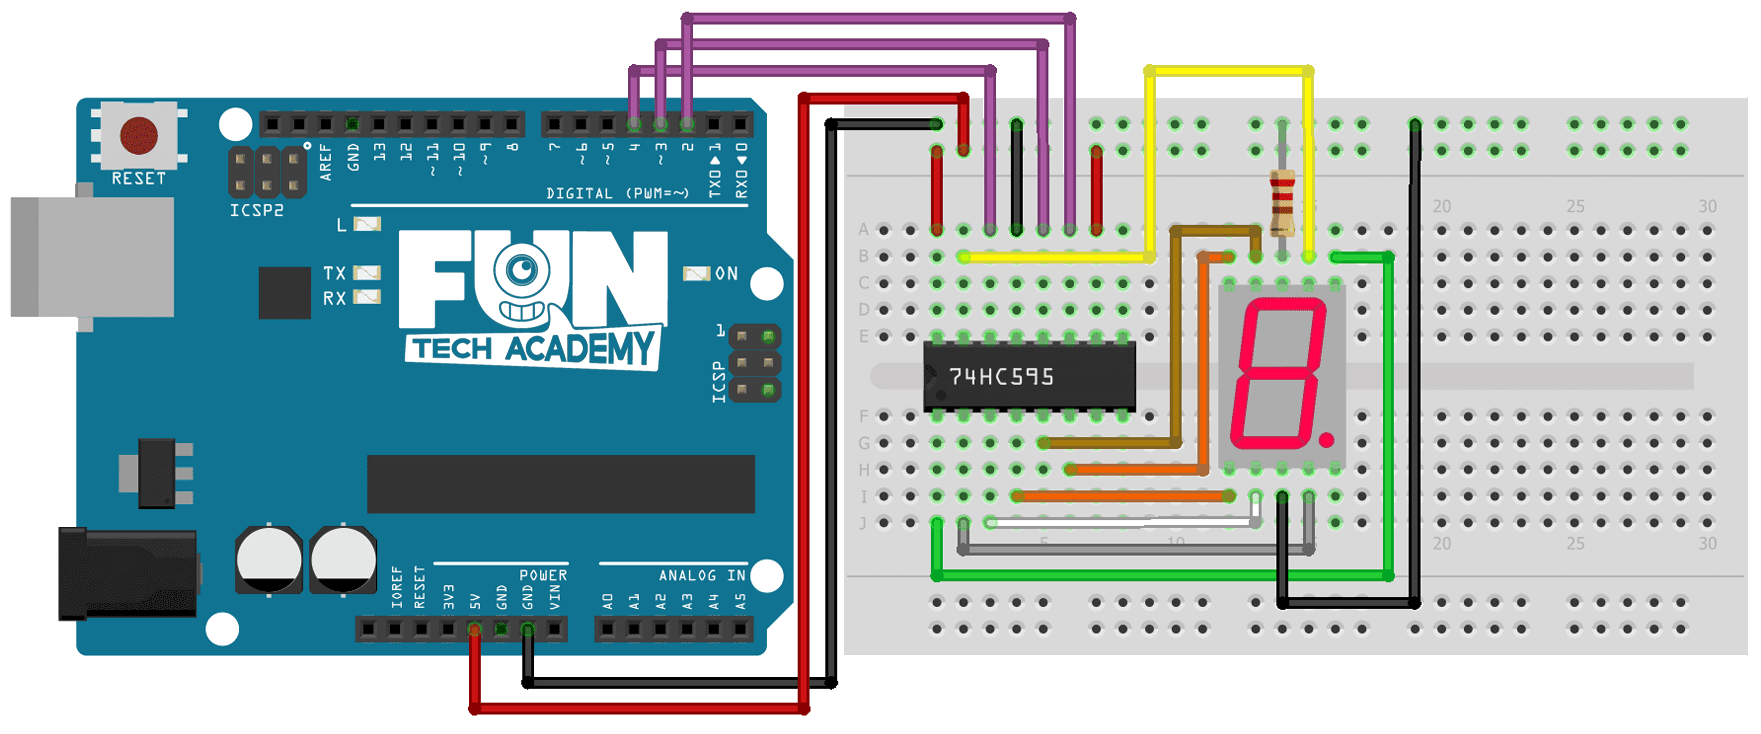 RESET
ICSP2
AREF
GND
13
12
~11
~10
~9
8
7
~6
~5
4
~3
2
TX0▶1
RX0◀0
DIGITAL (PWM=~)
L
TX
RX
ON
FUN
TECH ACADEMY
1
ICSP
IOREF
RESET
3V3
5V
GND
GND
VIN
POWER
ANALOG IN
A0
A1
A2
A3
A4
A5
15
20
25
30
A
B
C
D
E
74HC595
F
G
H
I
J
5
10
20
25
30